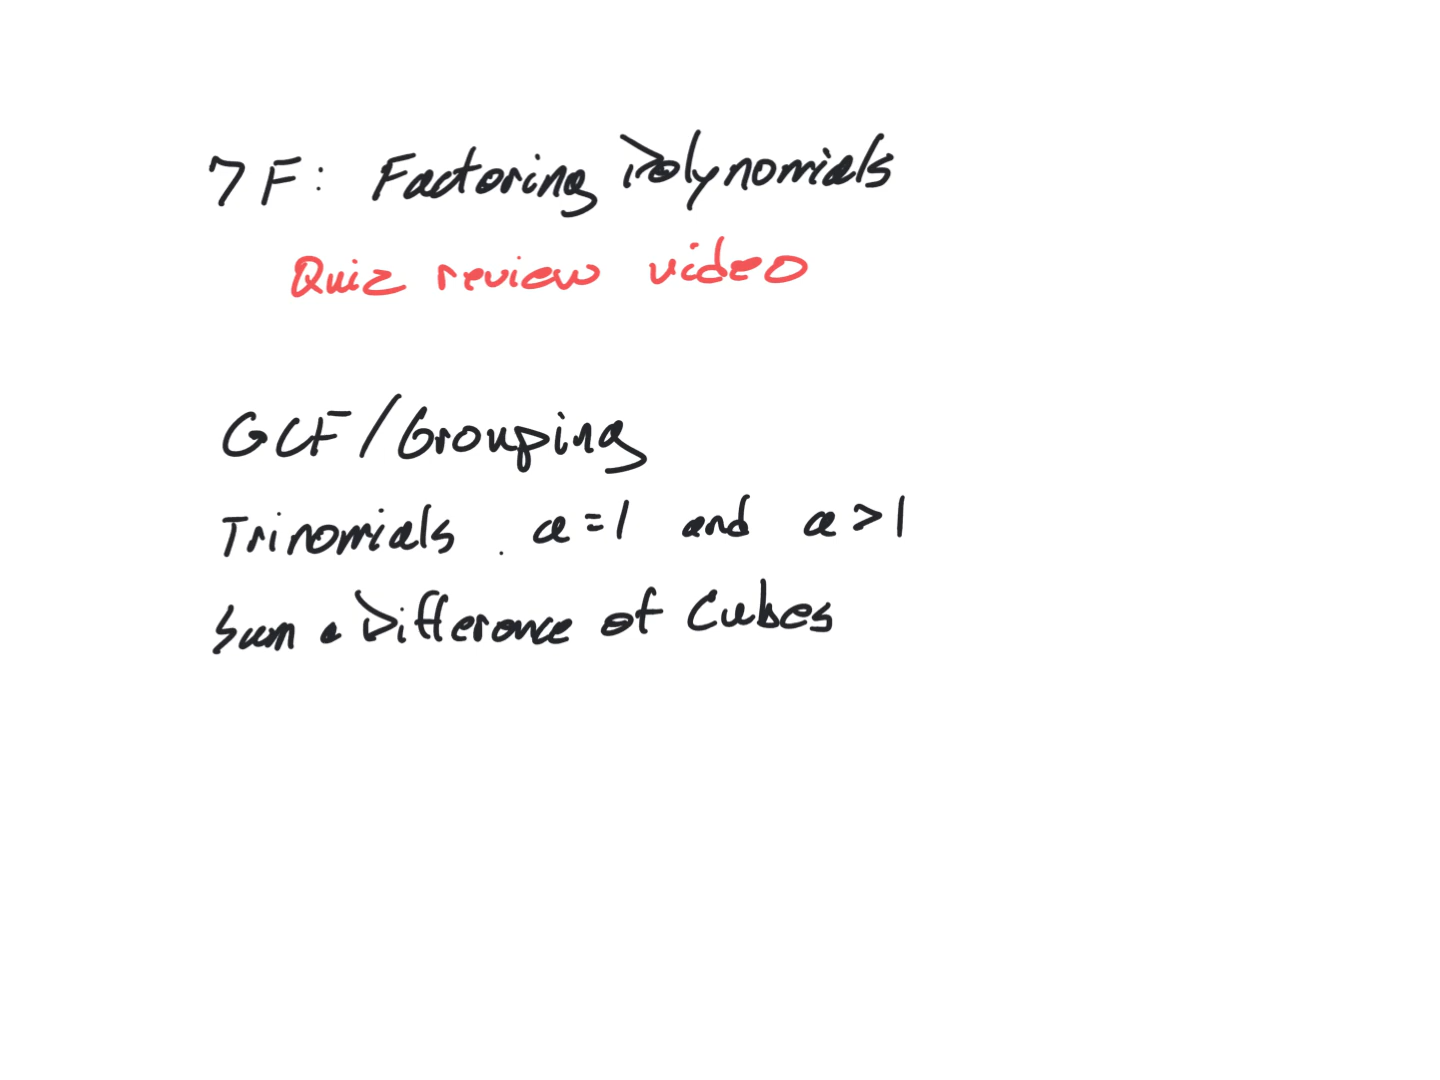 7F: Factoring Polynomials
Quiz review video
GCF/Grouping
Trinomials a=1 and a>1
Sum & Difference of Cubes